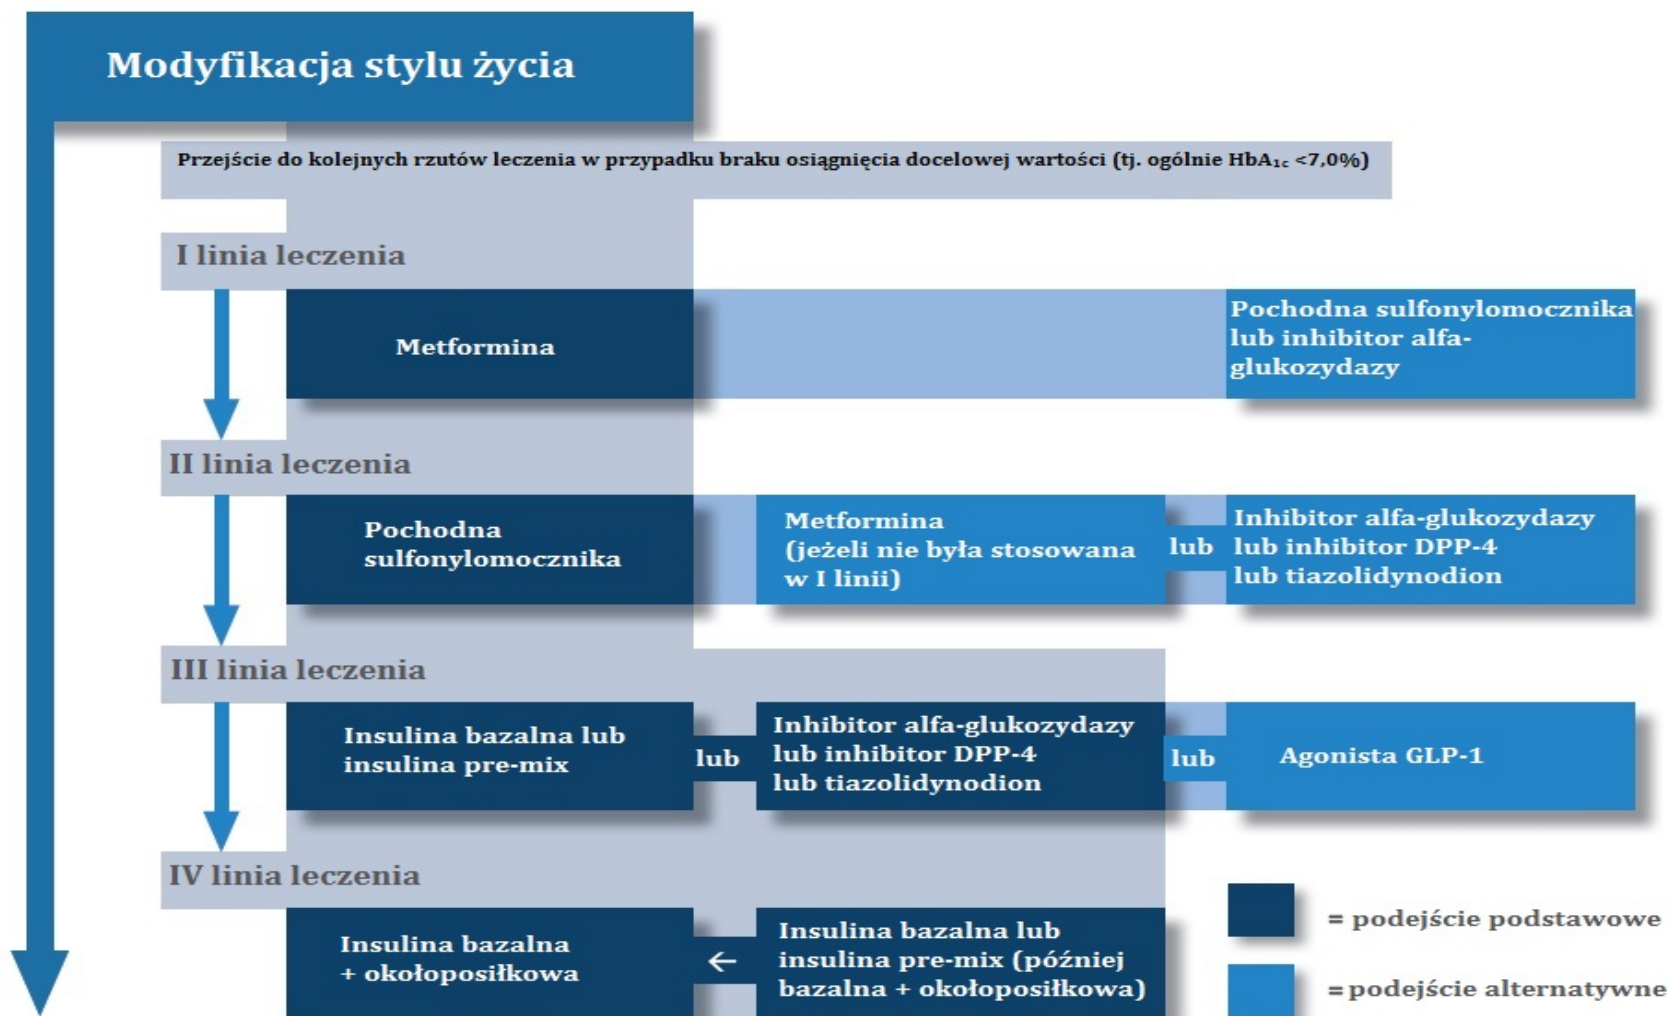 Modyfikacja stylu życia
Przejście do kolejnych rzutów leczenia w przypadku braku osiągnięcia docelowej wartości (tj. ogólnie HbA₁c <7,0%)
I linia leczenia
Metformina
Pochodna sulfonylomocznika
lub inhibitor alfa-
glukozydazy
II linia leczenia
Pochodna
sulfonylomocznika
Metformina
(jeżeli nie była stosowana
w I linii)
lub
Inhibitor alfa-glukozydazy
lub inhibitor DPP-4
lub tiazolidynodion
III linia leczenia
Insulina bazalna lub
insulina pre-mix
lub
Inhibitor alfa-glukozydazy
lub inhibitor DPP-4
lub tiazolidynodion
lub
Agonista GLP-1
IV linia leczenia
Insulina bazalna
+ okołoposiłkowa
←
Insulina bazalna lub
insulina pre-mix (później
bazalna + okołoposiłkowa)
= podejście podstawowe
= podejście alternatywne